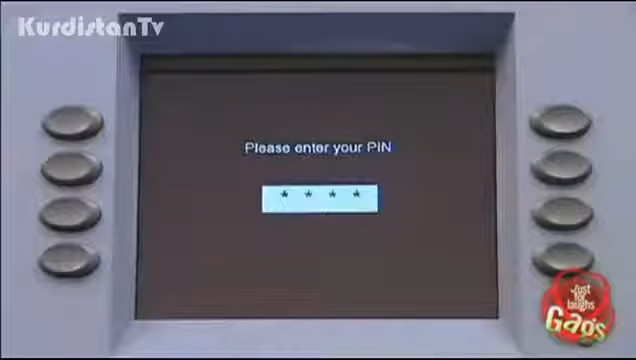 KurdistanTv
Please enter your PIN
* * * *
Just
for
laughs
Gags